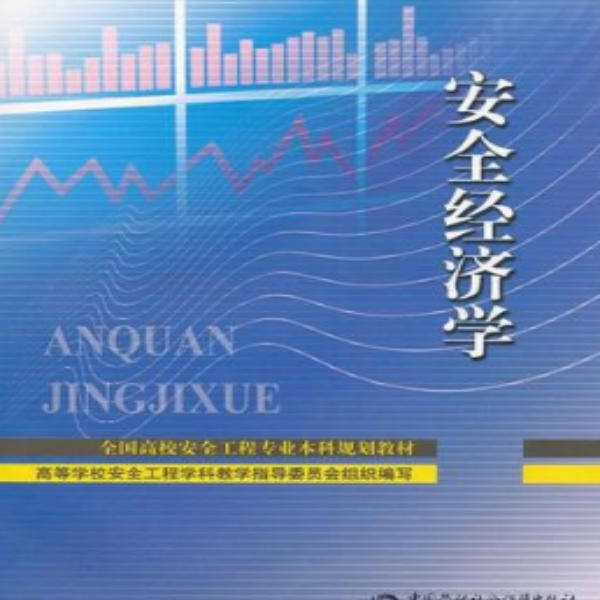 安全经济学
ANQUAN
JINGJIXUE
全国高校安全工程专业本科规划教材
高等学校安全工程学科教学指导委员会组织编写